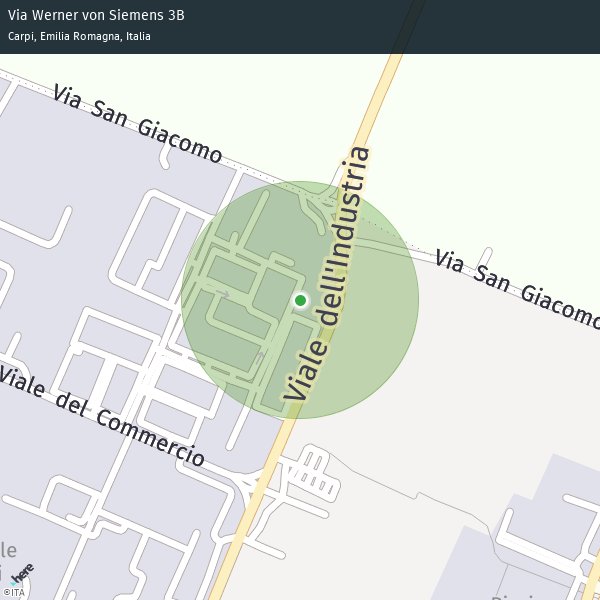 Via Werner von Siemens 3B
Carpi, Emilia Romagna, Italia
Via San Giacomo
Viale dell'Industria
Via San Giacomo
Viale del Commercio
here
©ITA